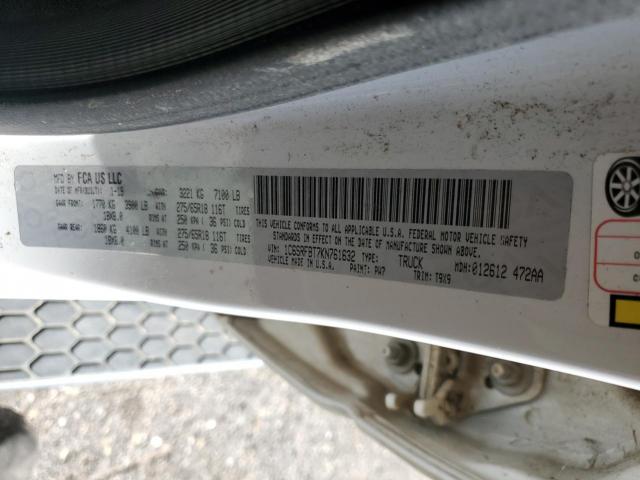 MFD BY FCA US LLC
DATE OF MFR(BUILT): 1-19 GVWR: 3221 KG 7100 LB
GAWR FRONT: 1770 KG 3900 LB WITH 275/65R18 116T TIRES
18X8.0 RIMS AT 250 KPA ( 36 PSI) COLD
GAWR REAR: 1860 KG 4100 LB WITH 275/65R18 116T TIRES
18X8.0 RIMS AT 250 KPA ( 36 PSI) COLD
THIS VEHICLE CONFORMS TO ALL APPLICABLE U.S.A. FEDERAL MOTOR VEHICLE SAFETY
STANDARDS IN EFFECT ON THE DATE OF MANUFACTURE SHOWN ABOVE.
VIN: 1C6SRFBT7KN761632 TYPE: TRUCK MDH: 012612 472AA
VEHICLE MADE IN U.S.A. PAINT: PW7 TRIM: T9X9